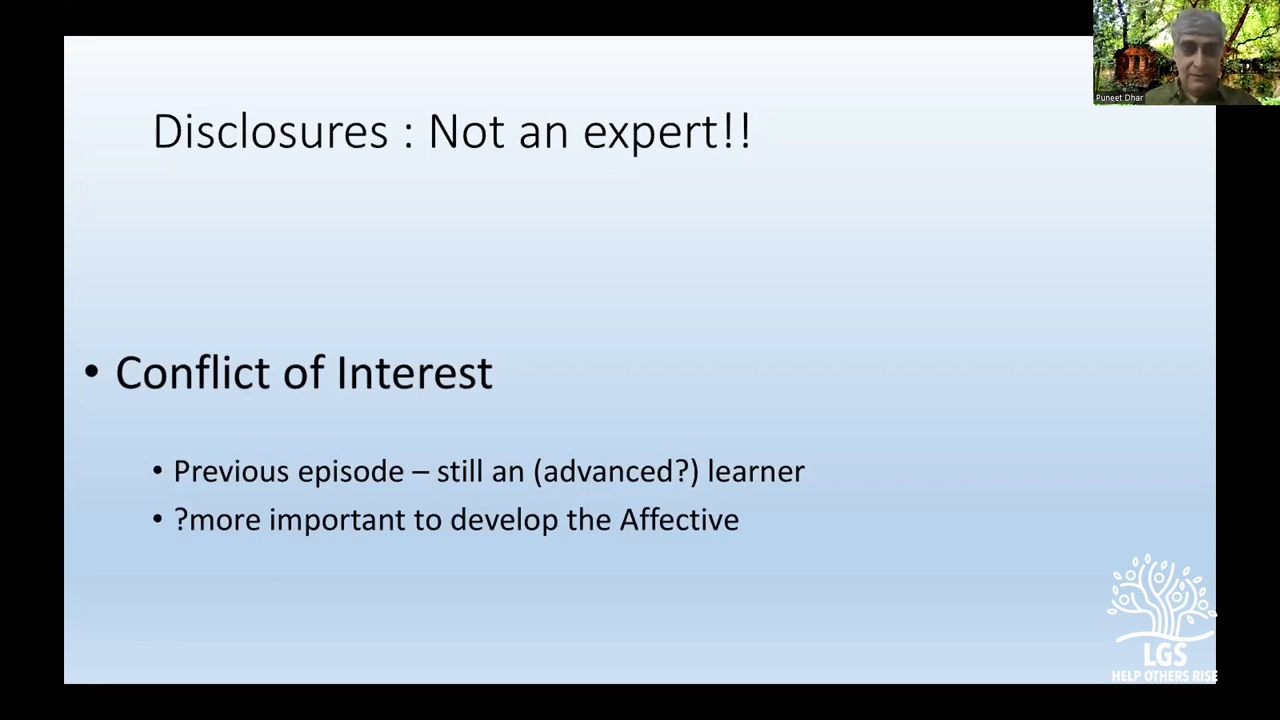 Puneet Dhar
Disclosures : Not an expert!!
• Conflict of Interest
• Previous episode – still an (advanced?) learner
• ?more important to develop the Affective
LGS
HELP OTHERS RISE